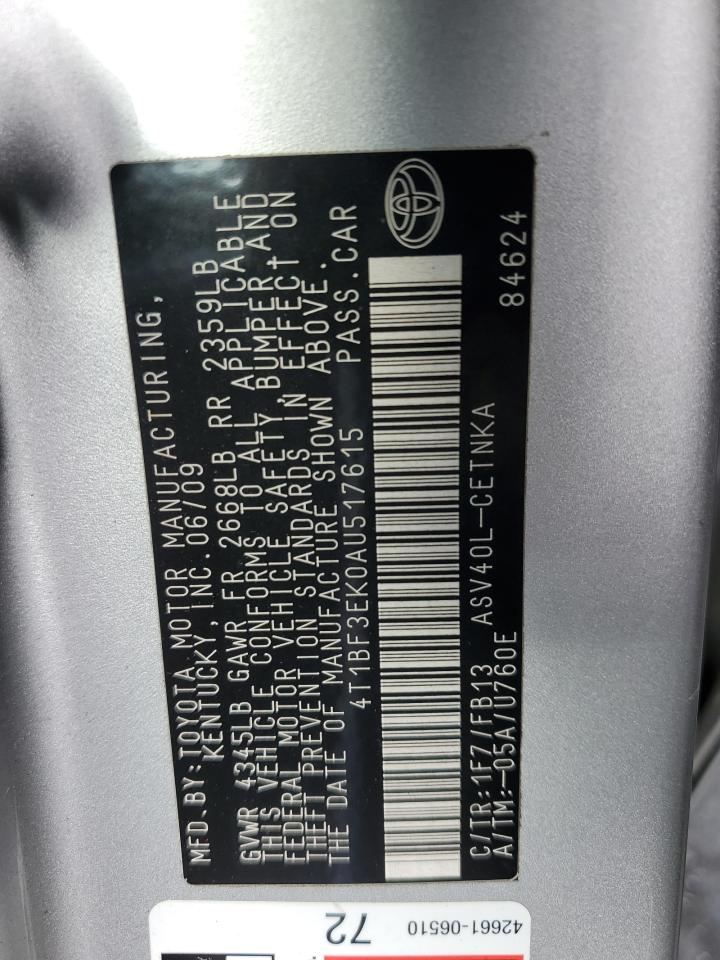 MFD.BY:TOYOTA MOTOR MANUFACTURING,
KENTUCKY,INC.06/09
GVWR 4345LB GAWR FR 2668LB RR 2359LB
THIS VEHICLE CONFORMS TO ALL APPLICABLE
FEDERAL MOTOR VEHICLE SAFETY,BUMPER,AND
THEFT PREVENTION STANDARDS IN EFFECT ON
THE DATE OF MANUFACTURE SHOWN ABOVE.
4T1BF3EK0AU517615 PASS.CAR
C/TR:1F7/FB13 ASV40L-CETNKA
A/TM:-05A/U760E 84624
42661-06510
72